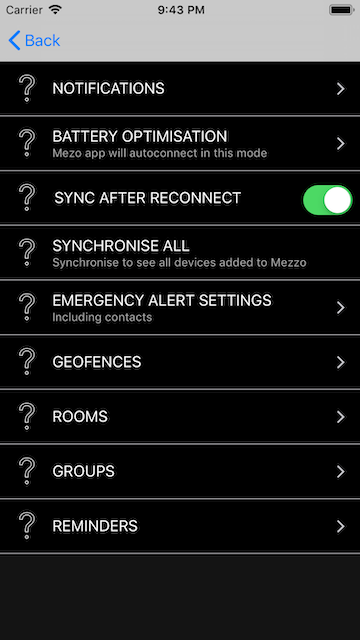 Carrier 9:43 PM
Back
NOTIFICATIONS
BATTERY OPTIMISATION
Mezo app will autoconnect in this mode
SYNC AFTER RECONNECT
SYNCHRONISE ALL
Synchronise to see all devices added to Mezzo
EMERGENCY ALERT SETTINGS
Including contacts
GEOFENCES
ROOMS
GROUPS
REMINDERS